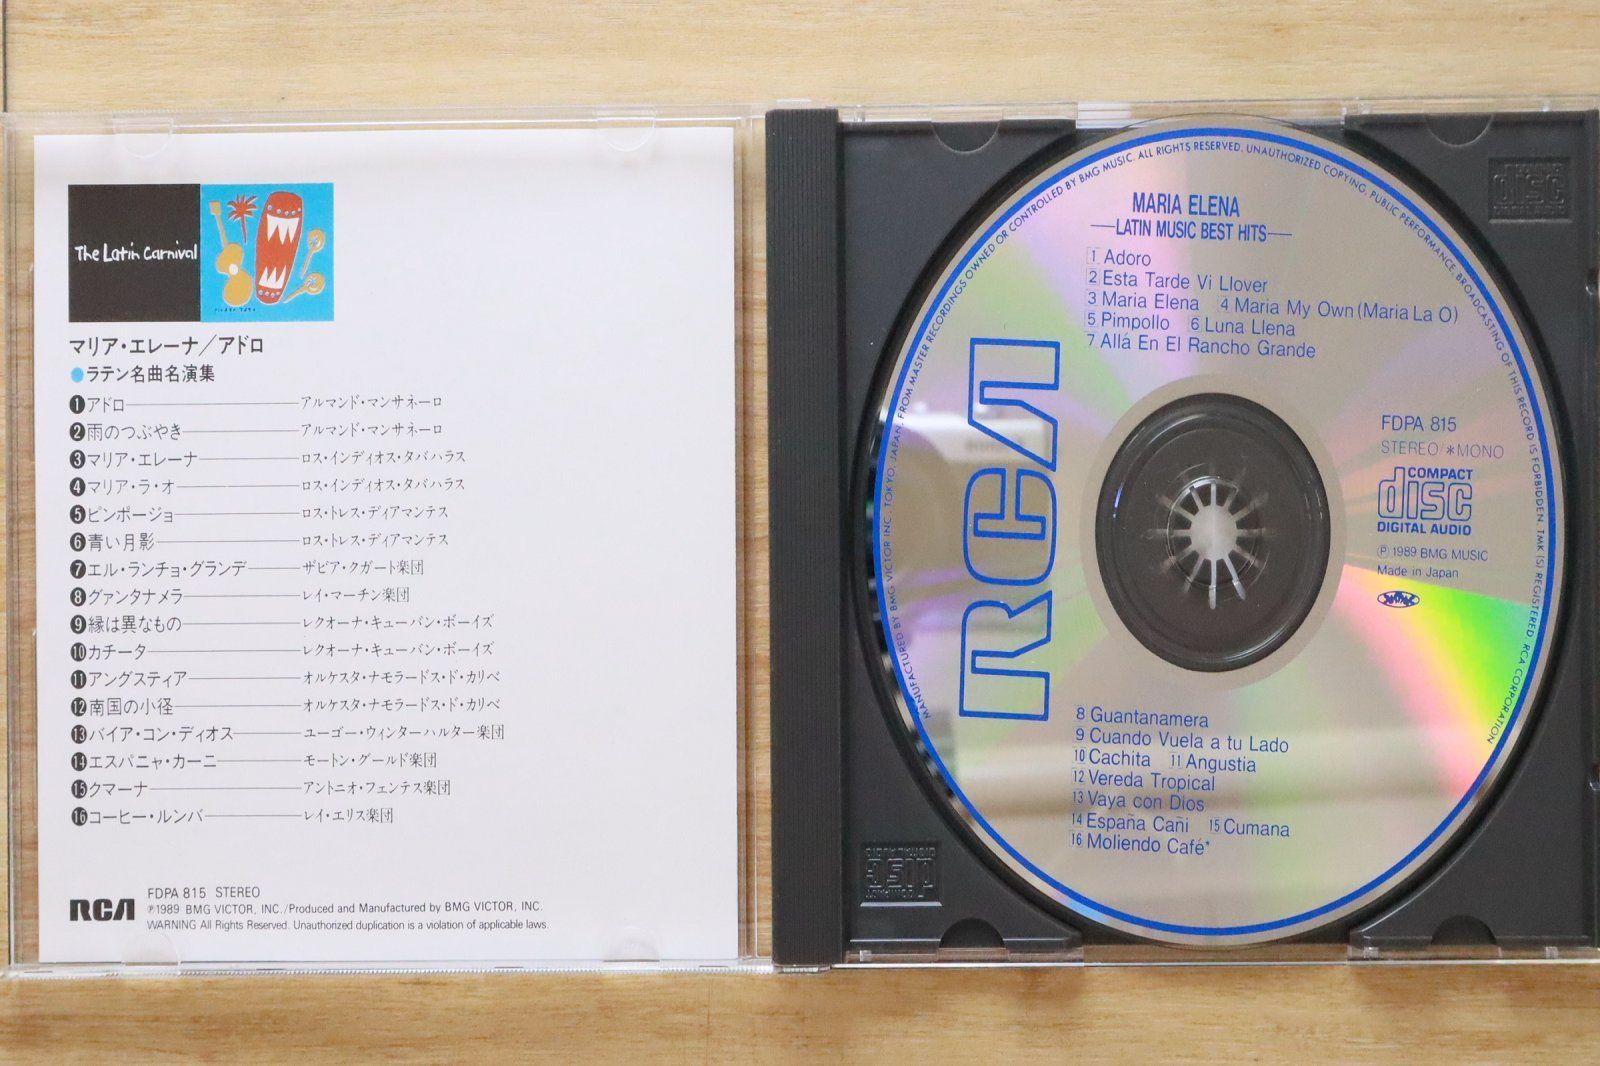 The Latin Carnival
マリア・エレーナ／アドロ
●ラテン名曲名演集
❶アドロ──アルマンド・マンサネーロ
❷雨のつぶやき──アルマンド・マンサネーロ
❸マリア・エレーナ──ロス・インディオス・タバハラス
❹マリア・ラ・オ──ロス・インディオス・タバハラス
❺ピンポージョ──ロス・トレス・ディアマンテス
❻青い月影──ロス・トレス・ディアマンテス
❼エル・ランチョ・グランデ──ザビア・クガート楽団
❽グァンタナメラ──レイ・マーチン楽団
❾縁は異なもの──レクオーナ・キューバン・ボーイズ
❿カチータ──レクオーナ・キューバン・ボーイズ
⓫アングスティア──オルケスタ・ナモラードス・ド・カリベ
⓬南国の小径──オルケスタ・ナモラードス・ド・カリベ
⓭バイア・コン・ディオス──ユーゴー・ウィンターハルター楽団
⓮エスパニャ・カーニ──モートン・グールド楽団
⓯クマーナ──アントニオ・フェンテス楽団
⓰コーヒー・ルンバ──レイ・エリス楽団
RCA
FDPA 815 STEREO
℗1989 BMG VICTOR, INC./Produced and Manufactured by BMG VICTOR, INC.
WARNING All Rights Reserved. Unauthorized duplication is a violation of applicable laws.
MANUFACTURED BY BMG VICTOR INC. TOKYO, JAPAN, FROM MASTER RECORDINGS OWNED OR CONTROLLED BY BMG MUSIC. ALL RIGHTS RESERVED. UNAUTHORIZED COPYING, PUBLIC PERFORMANCE, BROADCASTING OF THIS RECORD IS FORBIDDEN. TMK (S) REGISTERED. RCA CORPORATION
MARIA ELENA
—LATIN MUSIC BEST HITS—
1 Adoro
2 Esta Tarde Vi Llover
3 Maria Elena 4 Maria My Own (Maria La O)
5 Pimpollo 6 Luna Llena
7 Allá En El Rancho Grande
RCA
FDPA 815
STEREO/*MONO
COMPACT
disc
DIGITAL AUDIO
℗ 1989 BMG MUSIC
Made in Japan
8 Guantanamera
9 Cuando Vuela a tu Lado
10 Cachita 11 Angustia
12 Vereda Tropical
13 Vaya con Dios
14 España Cañi 15 Cumana
16 Moliendo Café*
disc